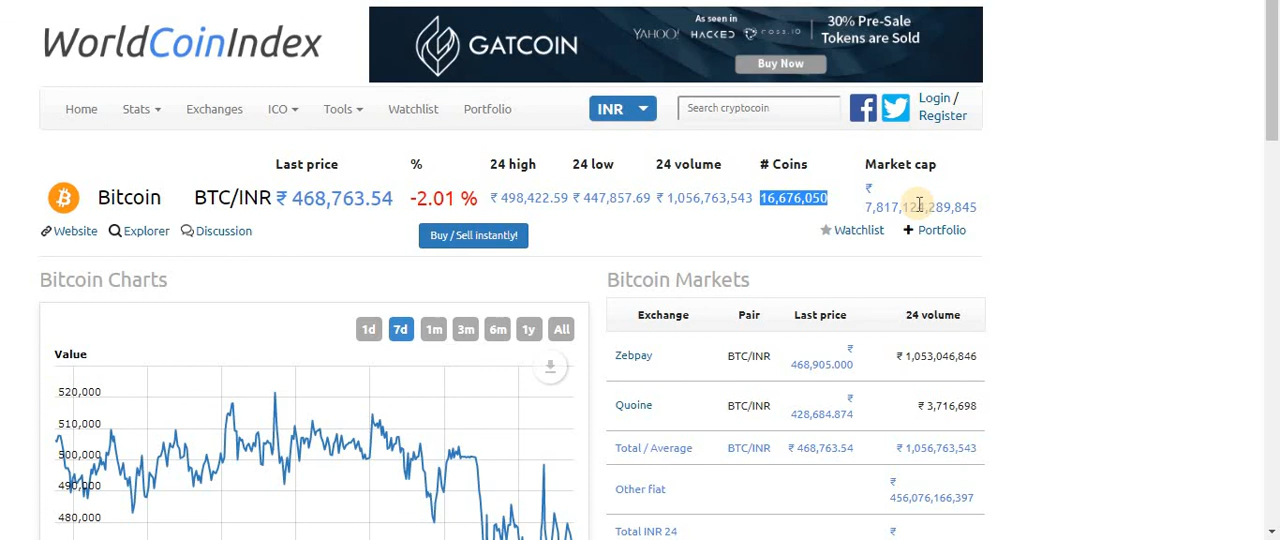 WorldCoinIndex
GATCOIN
As seen in
YAHOO! HACKED
30% Pre-Sale
Tokens are Sold
Buy Now
Home Stats Exchanges ICO Tools Watchlist Portfolio INR Search cryptocoin Login / Register
Last price % 24 high 24 low 24 volume # Coins Market cap
Bitcoin BTC/INR ₹ 468,763.54 -2.01 % ₹ 498,422.59 ₹ 447,857.69 ₹ 1,056,763,543 16,676,050 ₹ 7,817,124,289,845
Website Explorer Discussion Buy / Sell instantly! Watchlist Portfolio
Bitcoin Charts
1d 7d 1m 3m 6m 1y All
Value
520,000
510,000
500,000
490,000
480,000
Bitcoin Markets
Exchange Pair Last price 24 volume
Zebpay BTC/INR ₹ 468,905.000 ₹ 1,053,046,846
Quoine BTC/INR ₹ 428,684.874 ₹ 3,716,698
Total / Average BTC/INR ₹ 468,763.54 ₹ 1,056,763,543
Other fiat ₹ 456,076,166,397
Total INR 24 ₹